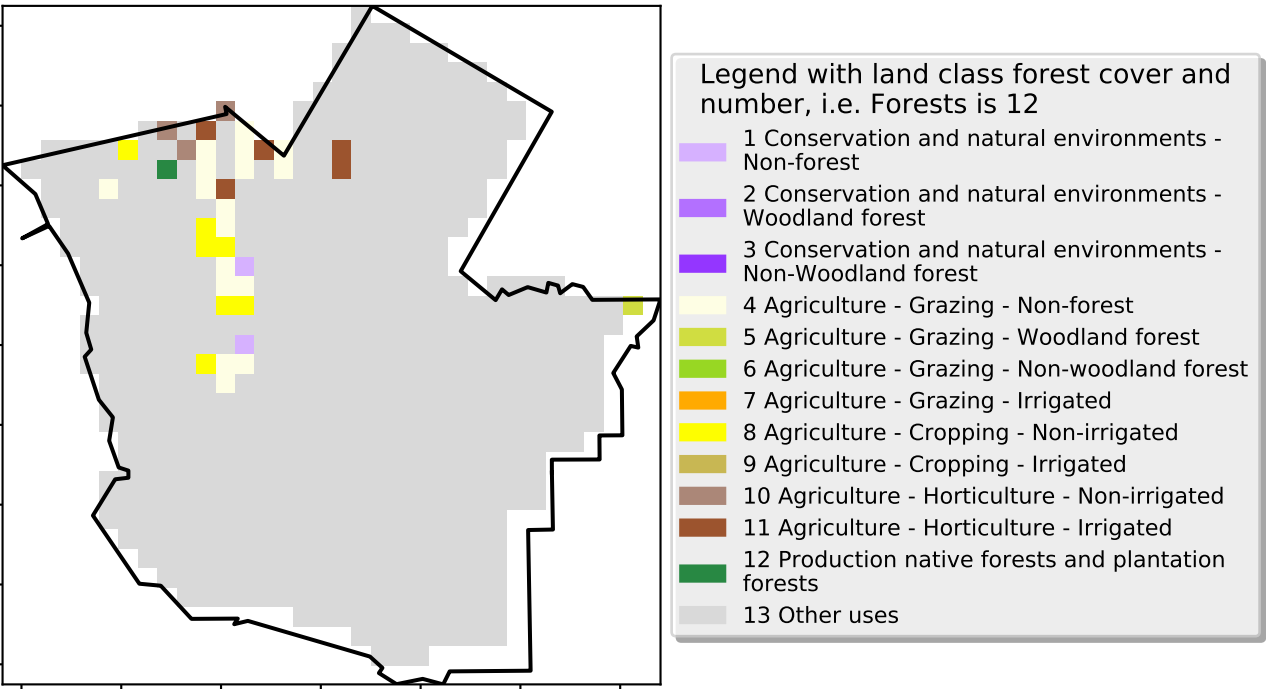 Legend with land class forest cover and
number, i.e. Forests is 12
1 Conservation and natural environments -
Non-forest
2 Conservation and natural environments -
Woodland forest
3 Conservation and natural environments -
Non-Woodland forest
4 Agriculture - Grazing - Non-forest
5 Agriculture - Grazing - Woodland forest
6 Agriculture - Grazing - Non-woodland forest
7 Agriculture - Grazing - Irrigated
8 Agriculture - Cropping - Non-irrigated
9 Agriculture - Cropping - Irrigated
10 Agriculture - Horticulture - Non-irrigated
11 Agriculture - Horticulture - Irrigated
12 Production native forests and plantation
forests
13 Other uses